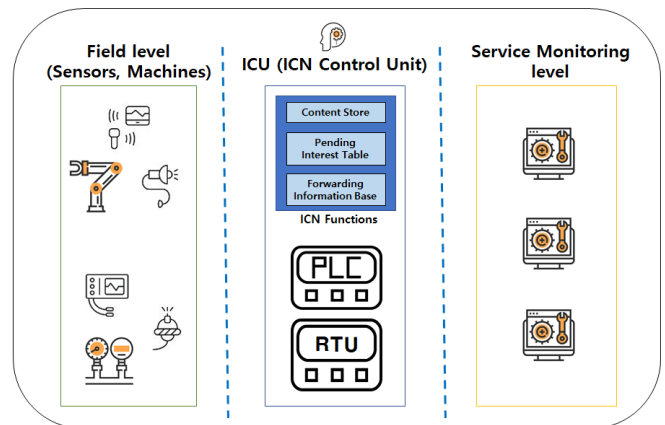 Field level
(Sensors, Machines)
ICU (ICN Control Unit)
Service Monitoring
level
Content Store
Pending
Interest Table
Forwarding
Information Base
ICN Functions
PLC
RTU